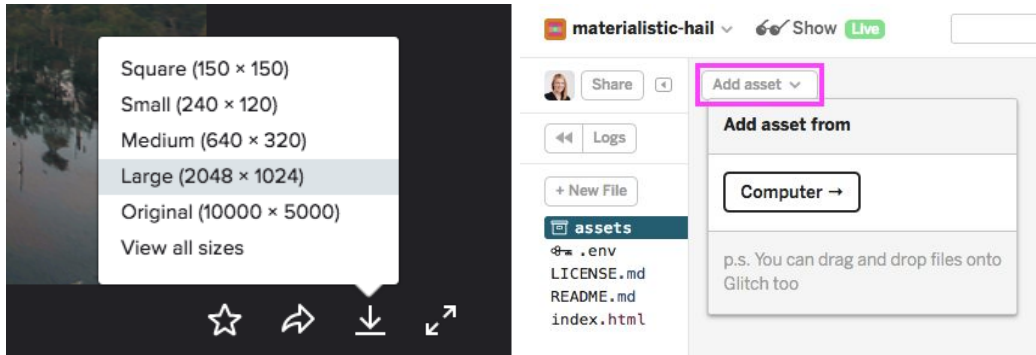 Square (150 × 150)
Small (240 × 120)
Medium (640 × 320)
Large (2048 × 1024)
Original (10000 × 5000)
View all sizes
materialistic-hail
Show Live
Share
Add asset
Add asset from
Logs
Computer →
+ New File
assets
.env
LICENSE.md
README.md
index.html
p.s. You can drag and drop files onto
Glitch too